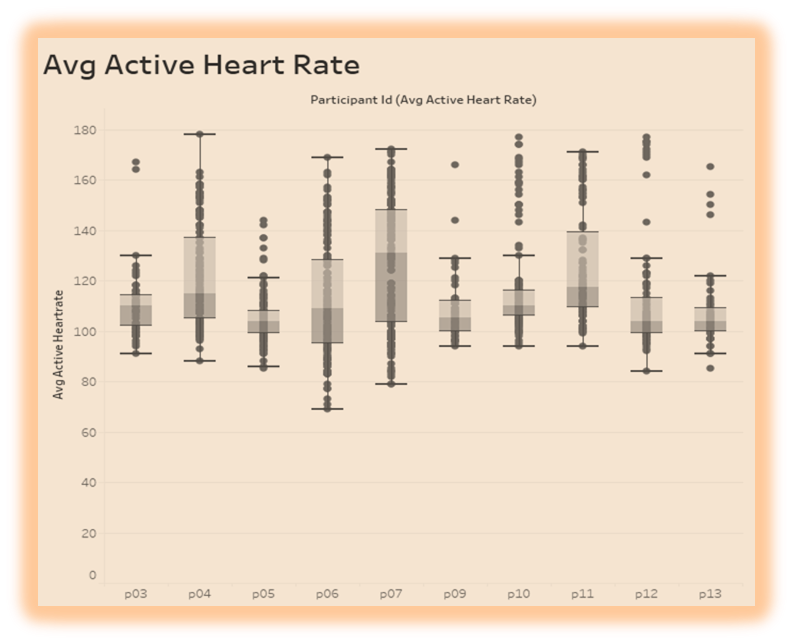 Avg Active Heart Rate
Participant Id (Avg Active Heart Rate)
Avg Active Heartrate
180
160
140
120
100
80
60
40
20
0
p03 p04 p05 p06 p07 p09 p10 p11 p12 p13